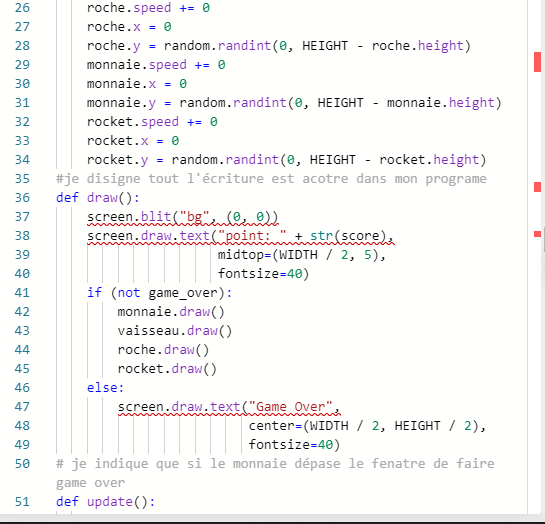 26 roche.speed += 0
27 roche.x = 0
28 roche.y = random.randint(0, HEIGHT - roche.height)
29 monnaie.speed += 0
30 monnaie.x = 0
31 monnaie.y = random.randint(0, HEIGHT - monnaie.height)
32 rocket.speed += 0
33 rocket.x = 0
34 rocket.y = random.randint(0, HEIGHT - rocket.height)
35 #je disigne tout l'écriture est acotre dans mon programe
36 def draw():
37 screen.blit("bg", (0, 0))
38 screen.draw.text("point: " + str(score),
39 midtop=(WIDTH / 2, 5),
40 fontsize=40)
41 if (not game_over):
42 monnaie.draw()
43 vaisseau.draw()
44 roche.draw()
45 rocket.draw()
46 else:
47 screen.draw.text("Game Over",
48 center=(WIDTH / 2, HEIGHT / 2),
49 fontsize=40)
50 # je indique que si le monnaie dépase le fenatre de faire
game over
51 def update():